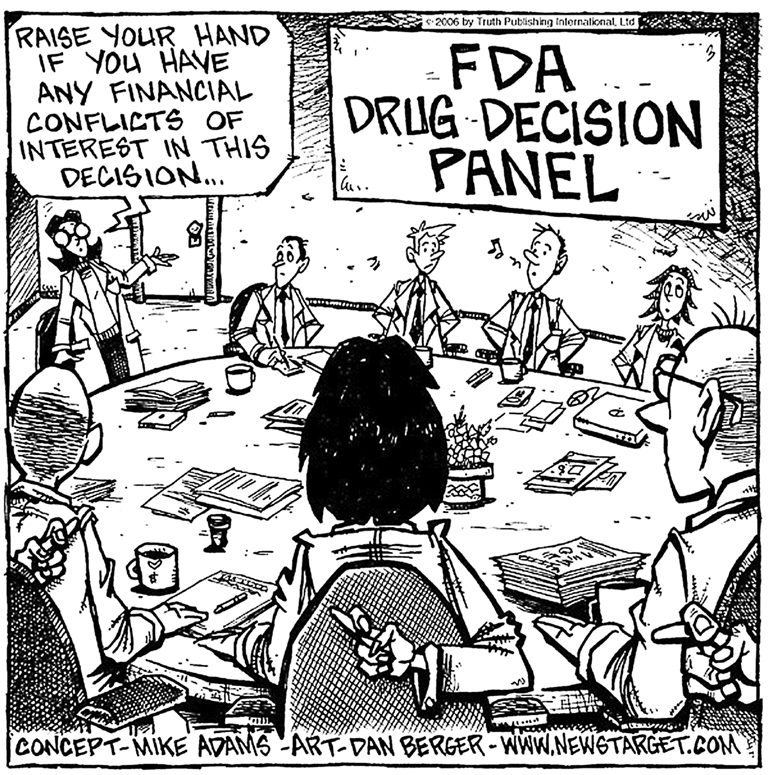 © 2006 by Truth Publishing International, Ltd
RAISE YOUR HAND
IF YOU HAVE
ANY FINANCIAL
CONFLICTS OF
INTEREST IN THIS
DECISION...
FDA
DRUG DECISION
PANEL
CONCEPT-MIKE ADAMS -ART-DAN BERGER-WWW.NEWSTARGET.COM